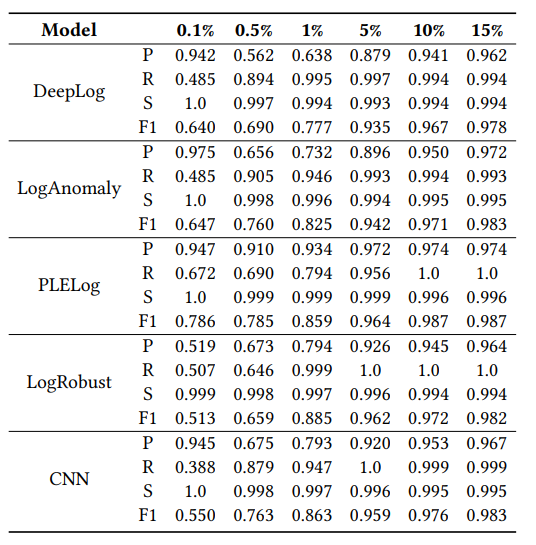 Model 0.1% 0.5% 1% 5% 10% 15%
DeepLog
P 0.942 0.562 0.638 0.879 0.941 0.962
R 0.485 0.894 0.995 0.997 0.994 0.994
S 1.0 0.997 0.994 0.993 0.994 0.994
F1 0.640 0.690 0.777 0.935 0.967 0.978
LogAnomaly
P 0.975 0.656 0.732 0.896 0.950 0.972
R 0.485 0.905 0.946 0.993 0.994 0.993
S 1.0 0.998 0.996 0.994 0.995 0.995
F1 0.647 0.760 0.825 0.942 0.971 0.983
PLELog
P 0.947 0.910 0.934 0.972 0.974 0.974
R 0.672 0.690 0.794 0.956 1.0 1.0
S 1.0 0.999 0.999 0.999 0.996 0.996
F1 0.786 0.785 0.859 0.964 0.987 0.987
LogRobust
P 0.519 0.673 0.794 0.926 0.945 0.964
R 0.507 0.646 0.999 1.0 1.0 1.0
S 0.999 0.998 0.997 0.996 0.994 0.994
F1 0.513 0.659 0.885 0.962 0.972 0.982
CNN
P 0.945 0.675 0.793 0.920 0.953 0.967
R 0.388 0.879 0.947 1.0 0.999 0.999
S 1.0 0.998 0.997 0.996 0.995 0.995
F1 0.550 0.763 0.863 0.959 0.976 0.983